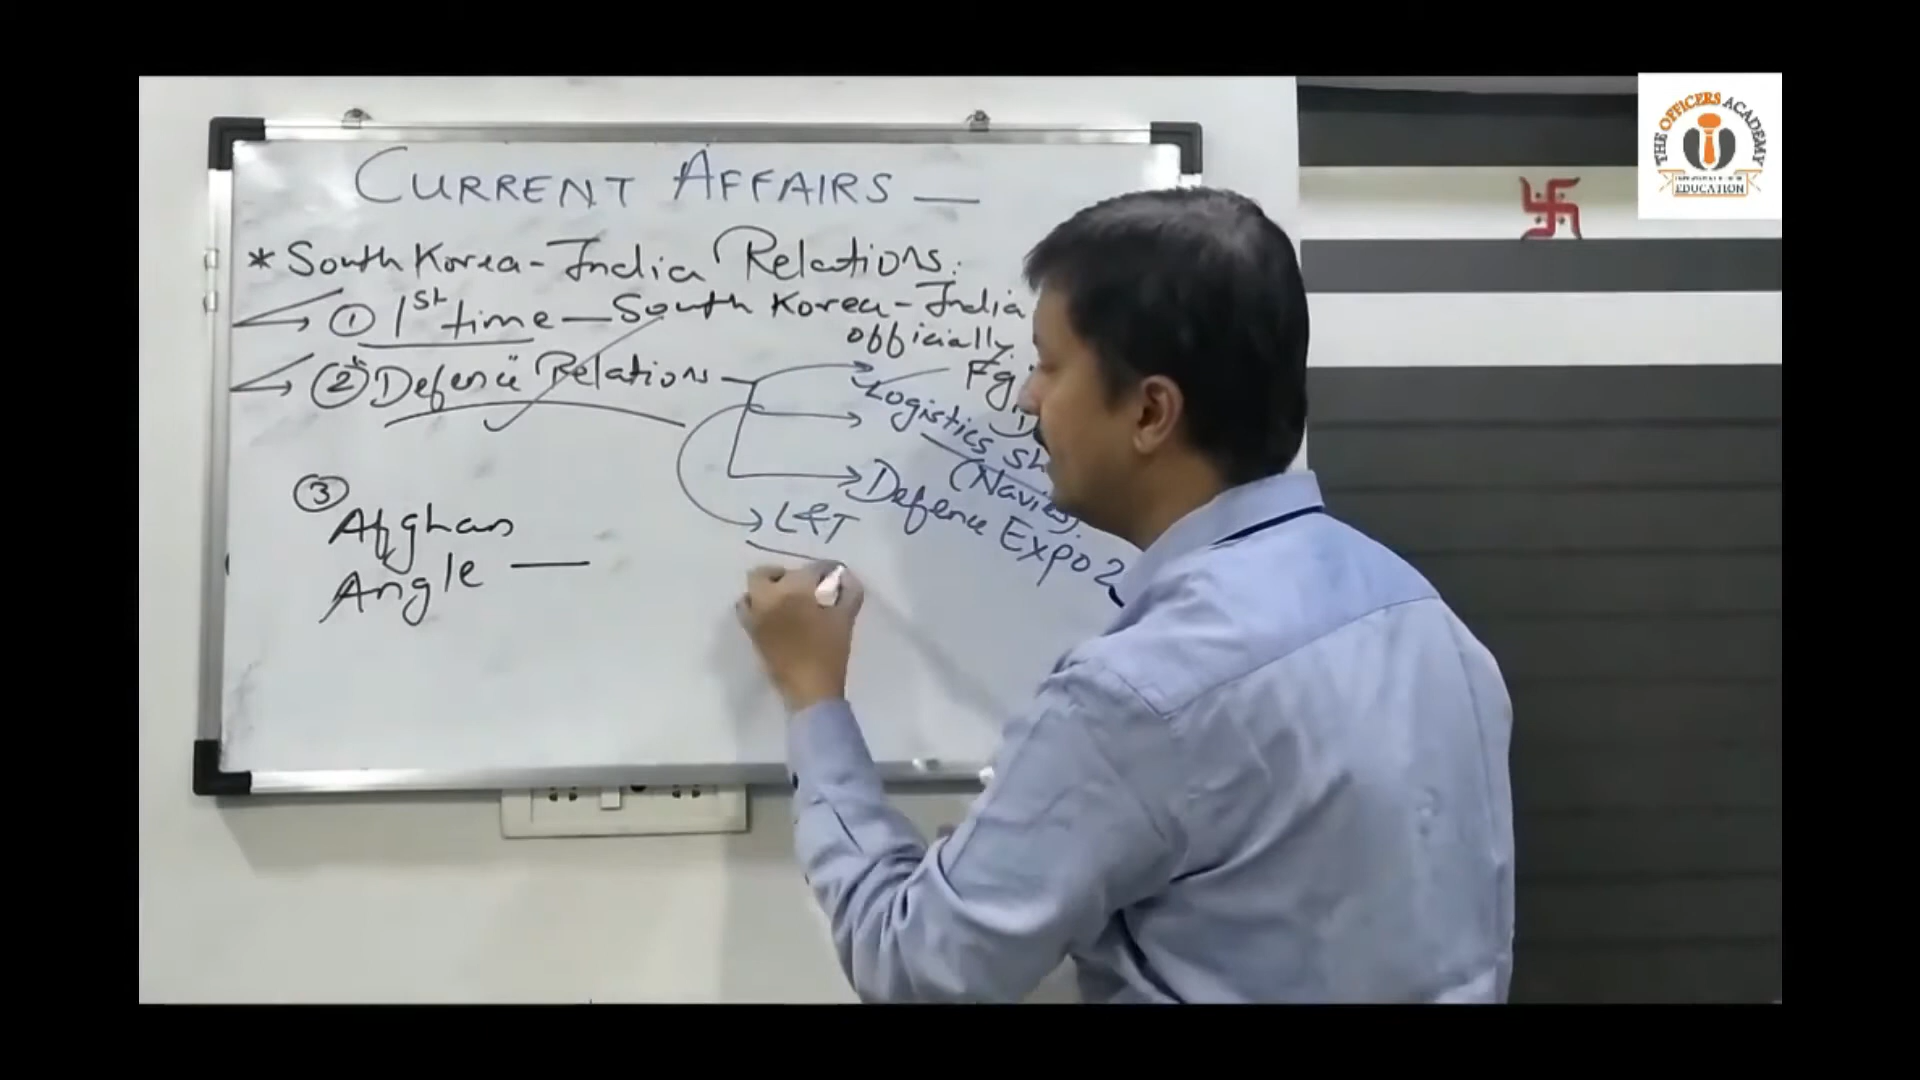 CURRENT AFFAIRS —
* South Korea - India Relations.
① 1st time — South Korea - India
officially.
② "Defence" Relations
Logistics
(Navies)
Defence Expo 2
L&T
③
Afghan
Angle —
THE OFFICERS ACADEMY
EDUCATION